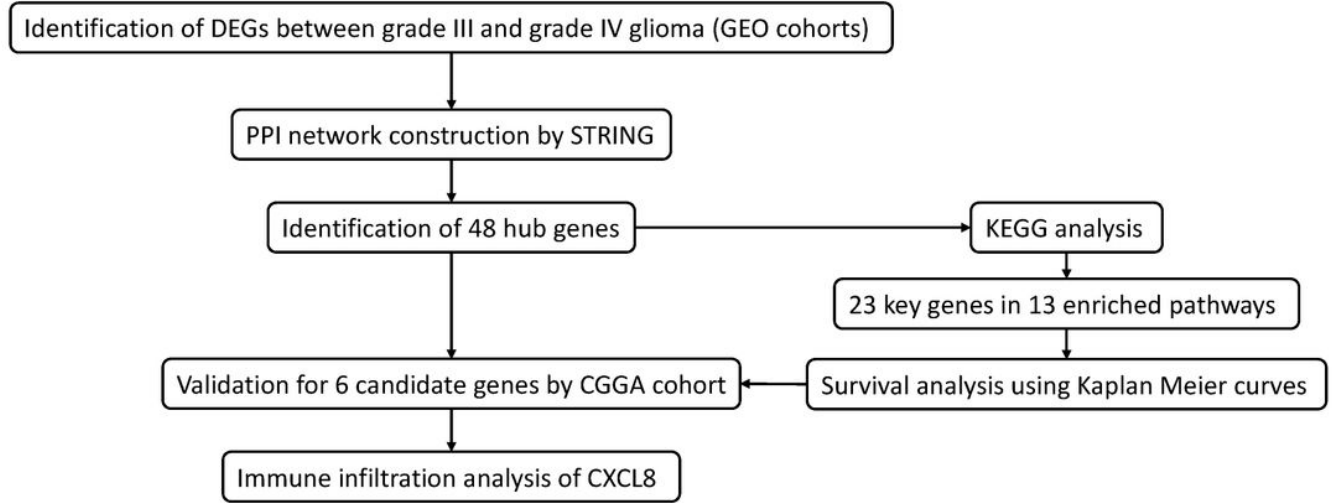 Identification of DEGs between grade III and grade IV glioma (GEO cohorts)
PPI network construction by STRING
Identification of 48 hub genes
KEGG analysis
23 key genes in 13 enriched pathways
Validation for 6 candidate genes by CGGA cohort
Survival analysis using Kaplan Meier curves
Immune infiltration analysis of CXCL8